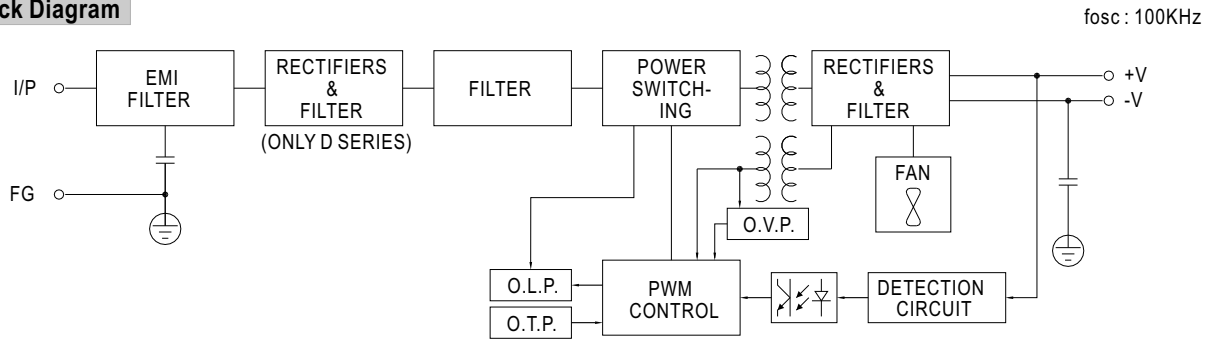 ck Diagram
fosc : 100KHz
I/P
EMI
FILTER
RECTIFIERS
&
FILTER
(ONLY D SERIES)
FILTER
POWER
SWITCH-
ING
RECTIFIERS
&
FILTER
+V
-V
FG
FAN
O.V.P.
O.L.P.
O.T.P.
PWM
CONTROL
DETECTION
CIRCUIT